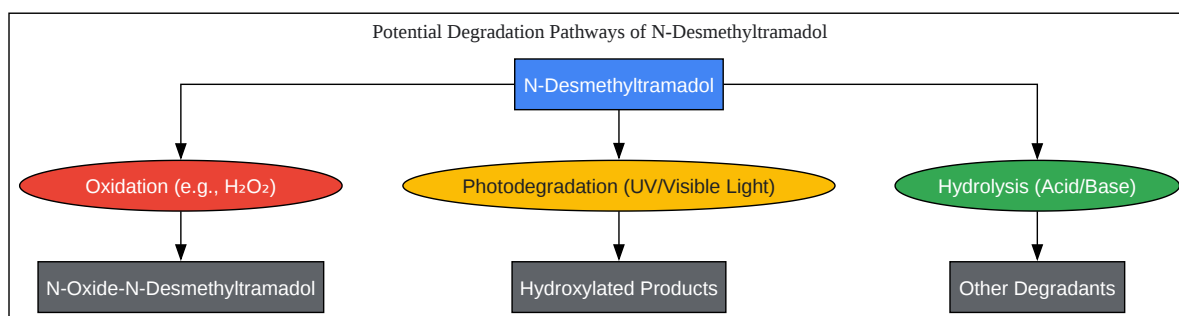 Potential Degradation Pathways of N-Desmethyltramadol
N-Desmethyltramadol
Oxidation (e.g., H₂O₂)
Photodegradation (UV/Visible Light)
Hydrolysis (Acid/Base)
N-Oxide-N-Desmethyltramadol
Hydroxylated Products
Other Degradants